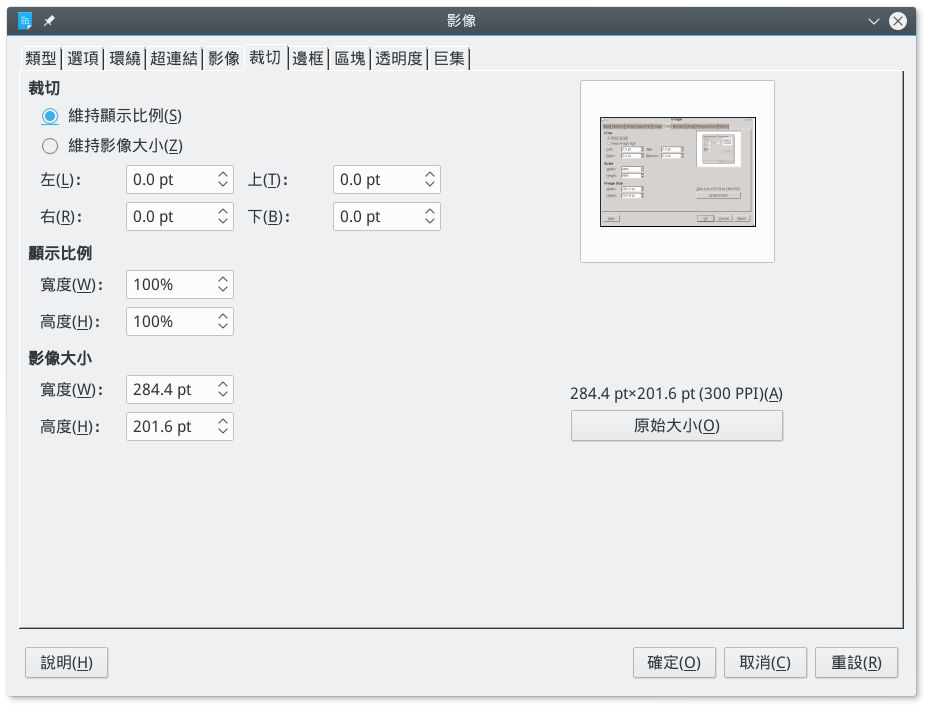 影像
類型 選項 環繞 超連結 影像 裁切 邊框 區塊 透明度 巨集
裁切
維持顯示比例(S)
維持影像大小(Z)
左(L): 0.0 pt 上(T): 0.0 pt
右(R): 0.0 pt 下(B): 0.0 pt
顯示比例
寬度(W): 100%
高度(H): 100%
影像大小
寬度(W): 284.4 pt
高度(H): 201.6 pt
284.4 pt×201.6 pt (300 PPI)(A)
原始大小(O)
說明(H) 確定(O) 取消(C) 重設(R)